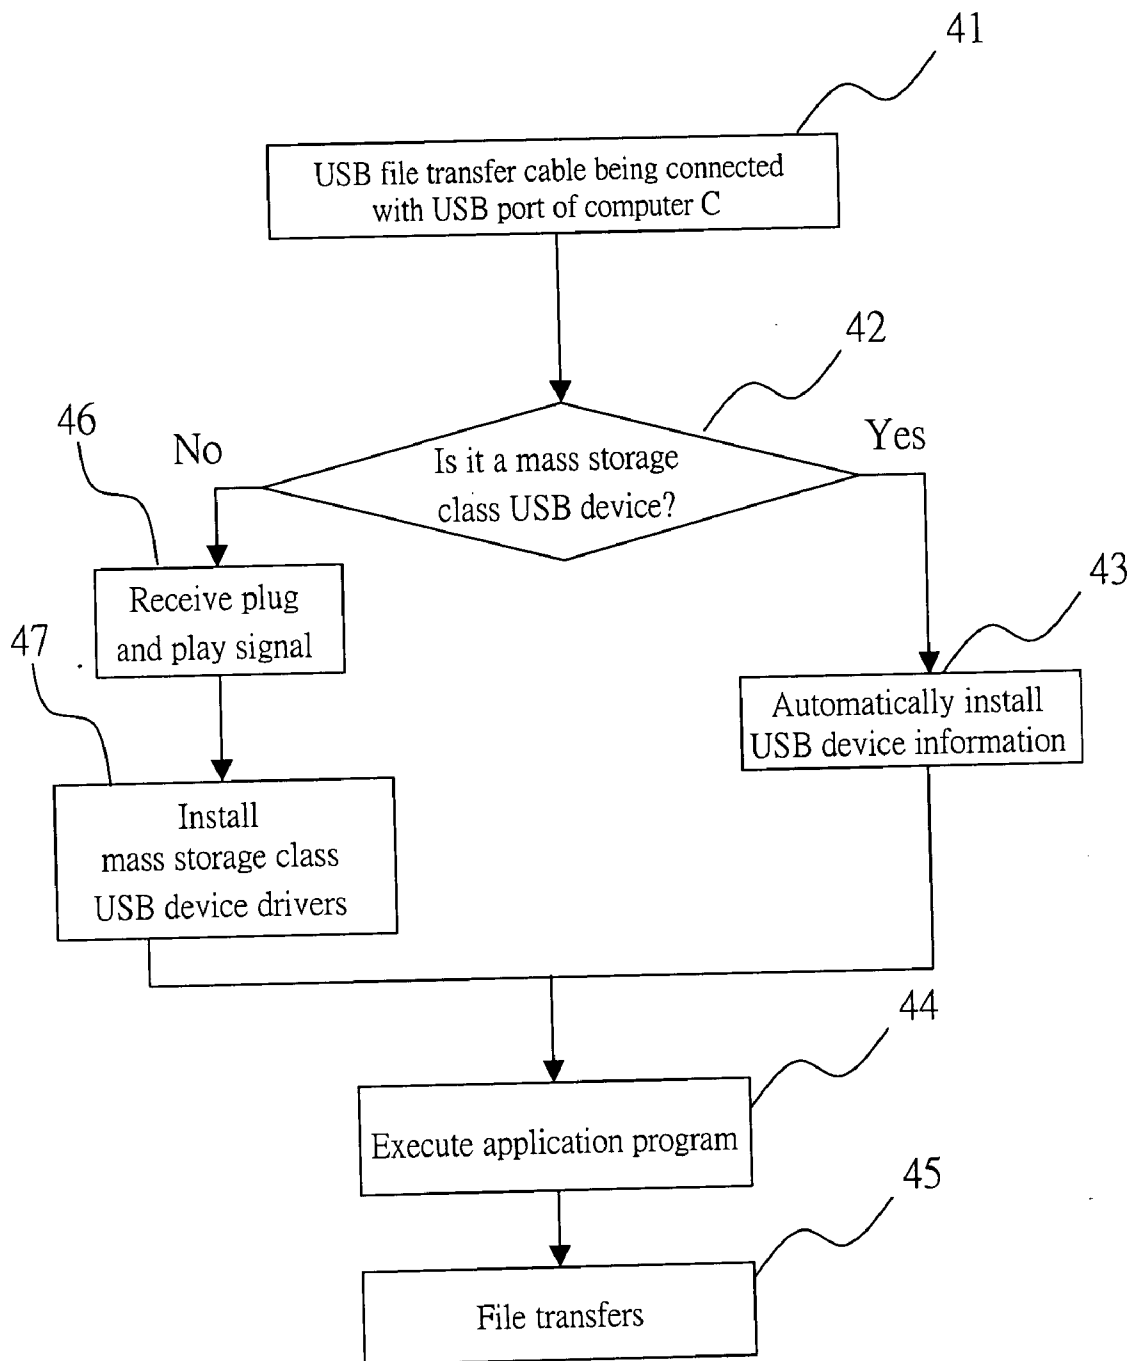 41
USB file transfer cable being connected
with USB port of computer C
42
46
No
Yes
Is it a mass storage
class USB device?
43
Receive plug
and play signal
47
Automatically install
USB device information
Install
mass storage class
USB device drivers
44
Execute application program
45
File transfers